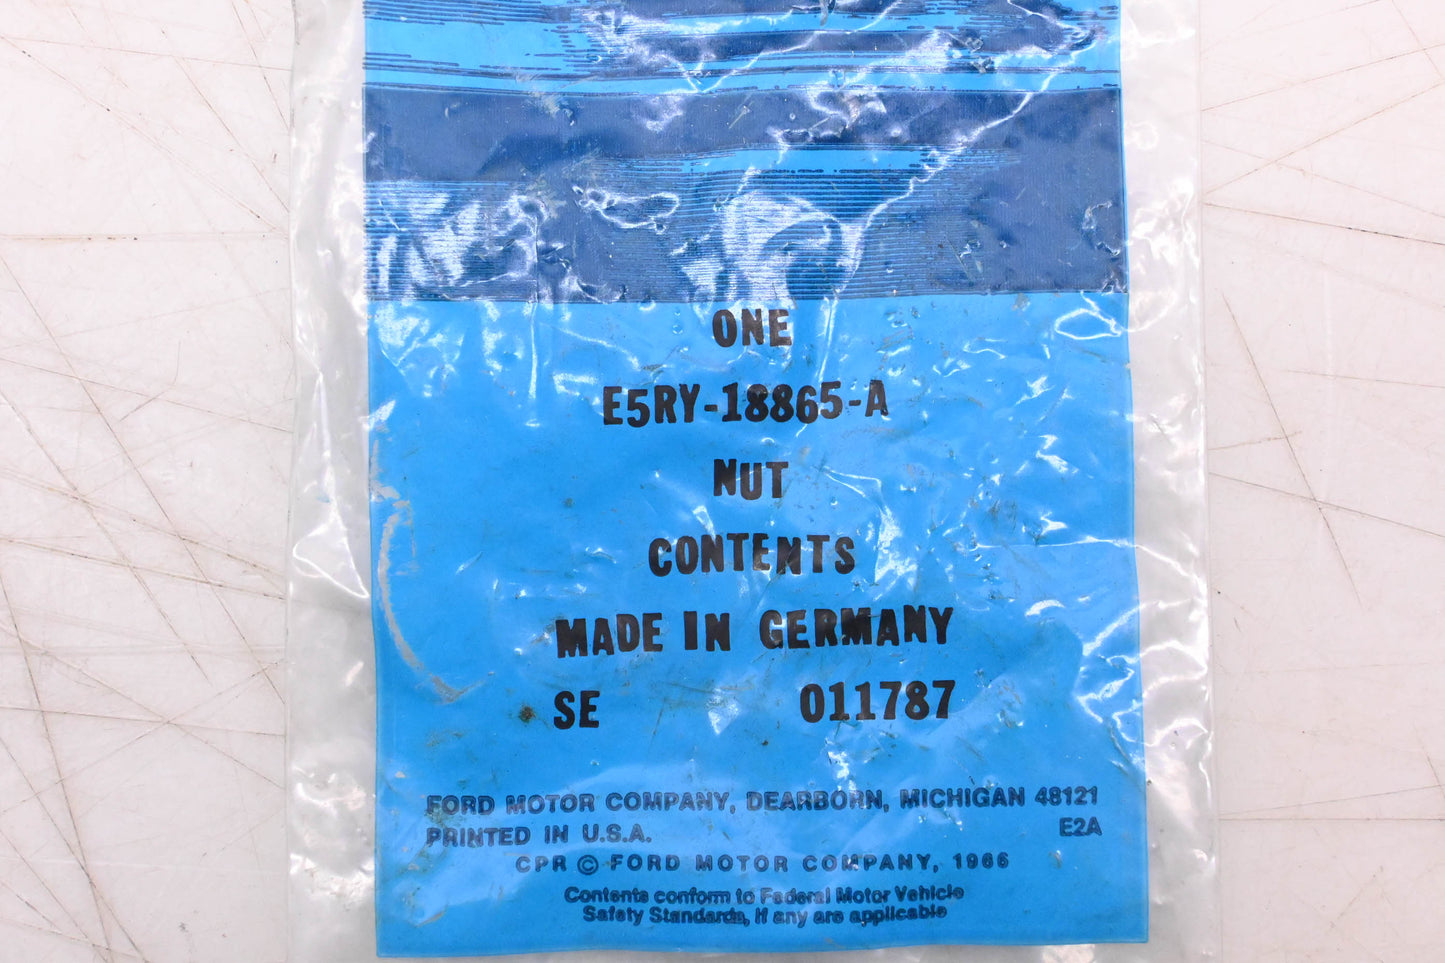 ONE
E5RY-18865-A
NUT
CONTENTS
MADE IN GERMANY
SE 011787
FORD MOTOR COMPANY, DEARBORN, MICHIGAN 48121
PRINTED IN U.S.A. E2A
CPR © FORD MOTOR COMPANY, 1966
Contents conform to Federal Motor Vehicle
Safety Standards, if any are applicable